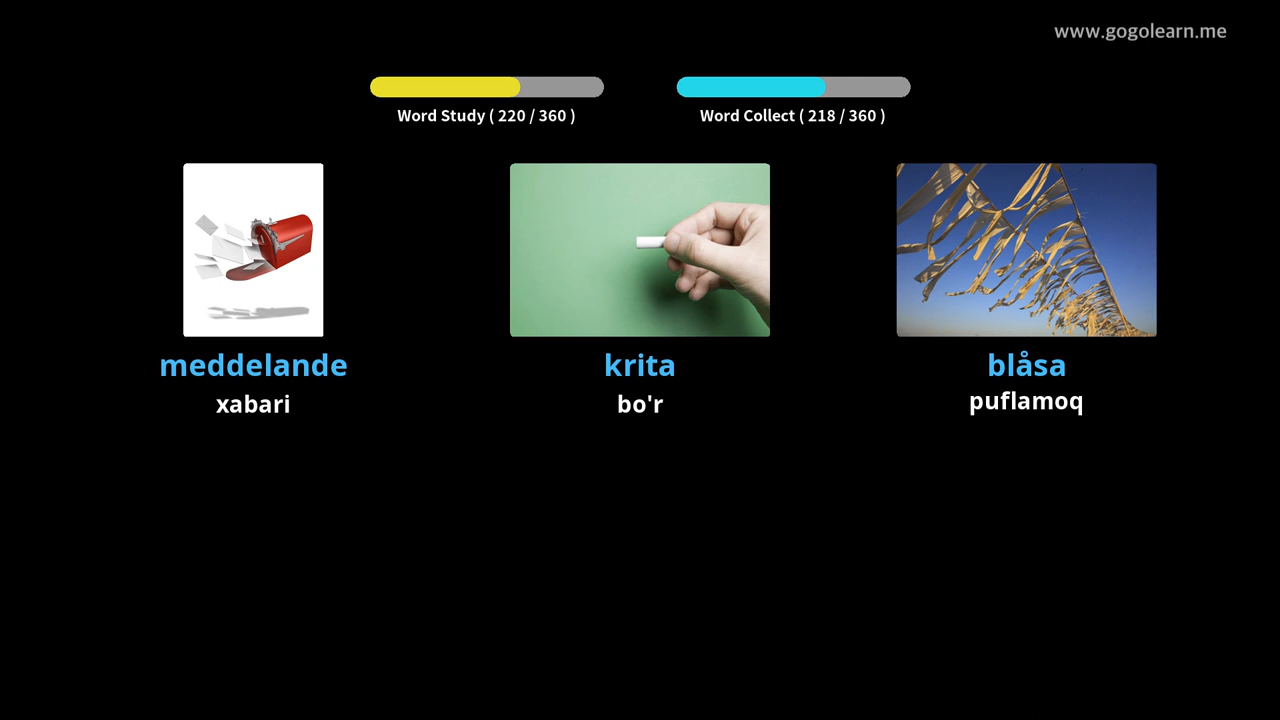 www.gogolearn.me
Word Study ( 220 / 360 )
Word Collect ( 218 / 360 )
meddelande
xabari
krita
bo'r
blåsa
puflamoq